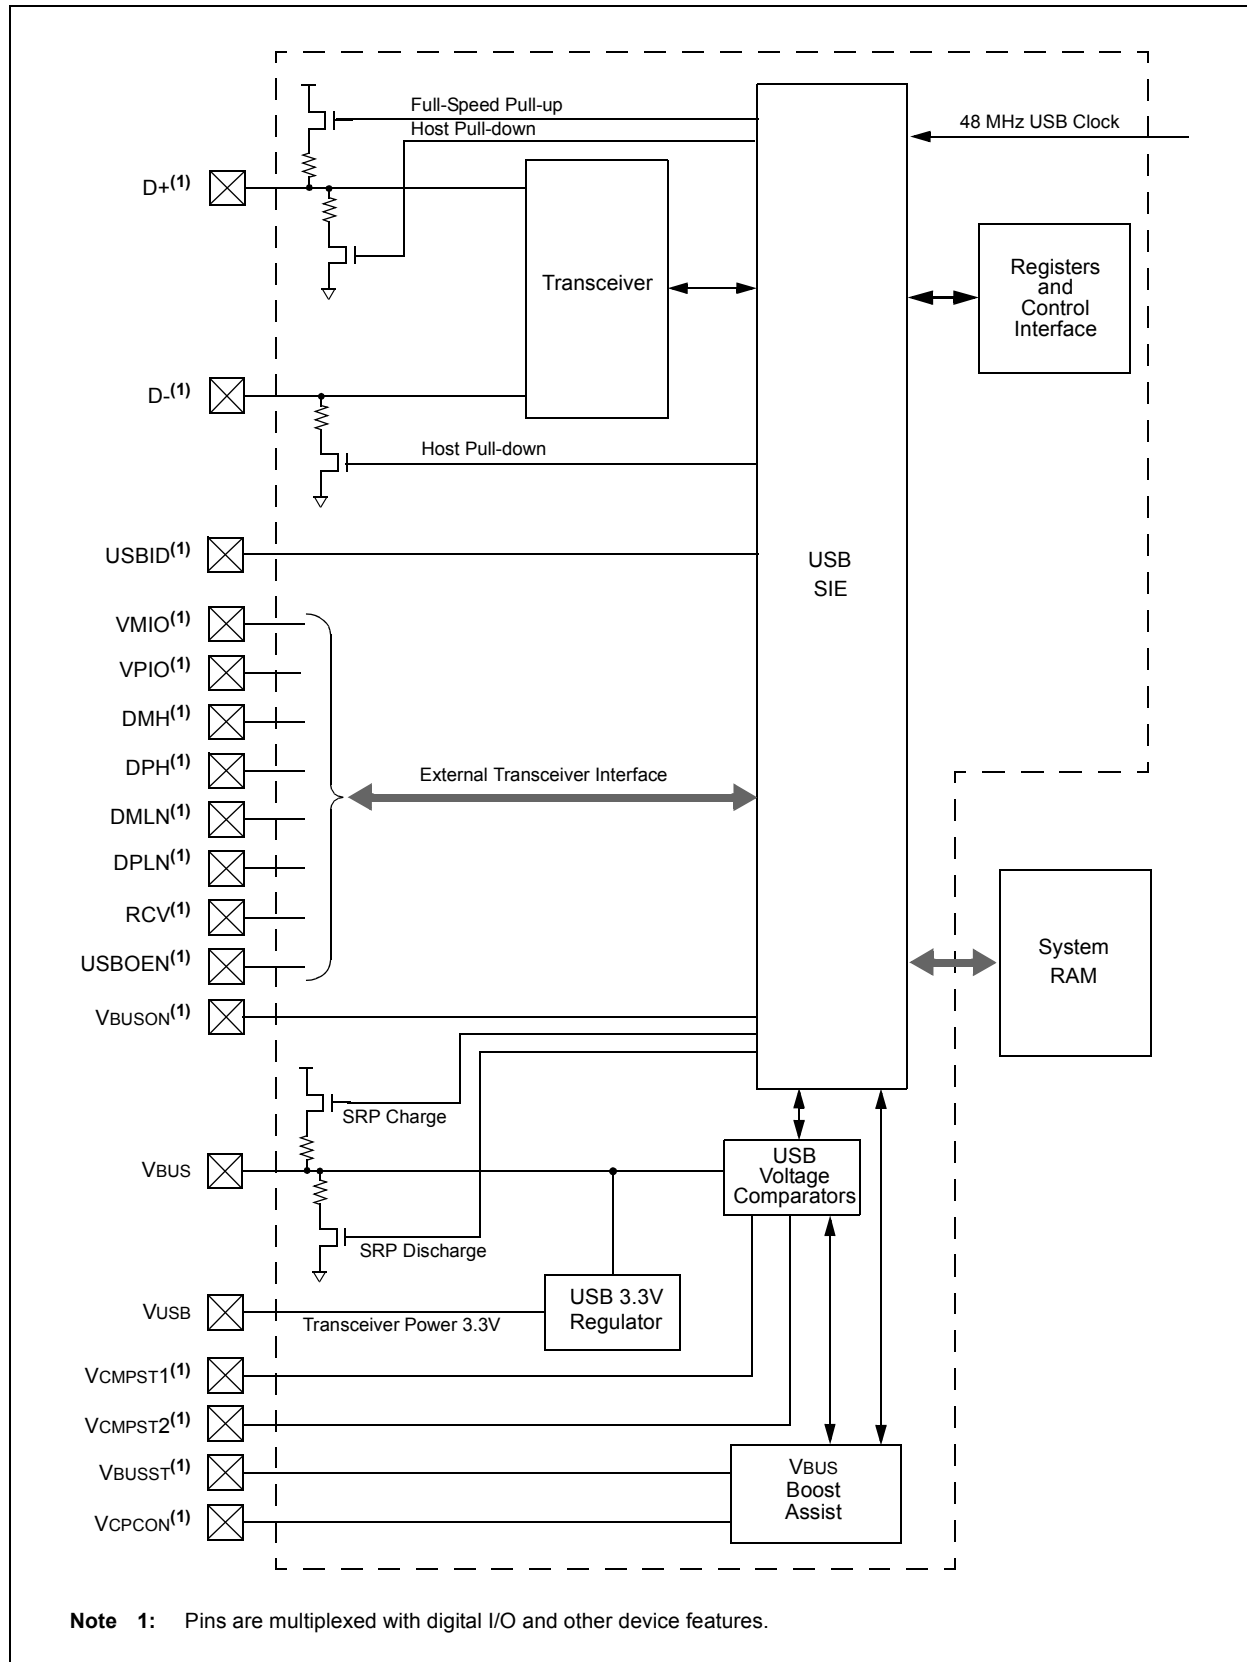 Full-Speed Pull-up
Host Pull-down
48 MHz USB Clock
D+(1)
Transceiver
Registers
and
Control
Interface
D-(1)
Host Pull-down
USBID(1)
USB
SIE
VMIO(1)
VPIO(1)
DMH(1)
DPH(1)
External Transceiver Interface
DMLN(1)
DPLN(1)
RCV(1)
USBOEN(1)
System
RAM
VBUSON(1)
SRP Charge
VBUS
USB
Voltage
Comparators
SRP Discharge
VUSB
Transceiver Power 3.3V
USB 3.3V
Regulator
VCMPST1(1)
VCMPST2(1)
VBUSST(1)
VBUS
Boost
Assist
VCPCON(1)
Note 1: Pins are multiplexed with digital I/O and other device features.